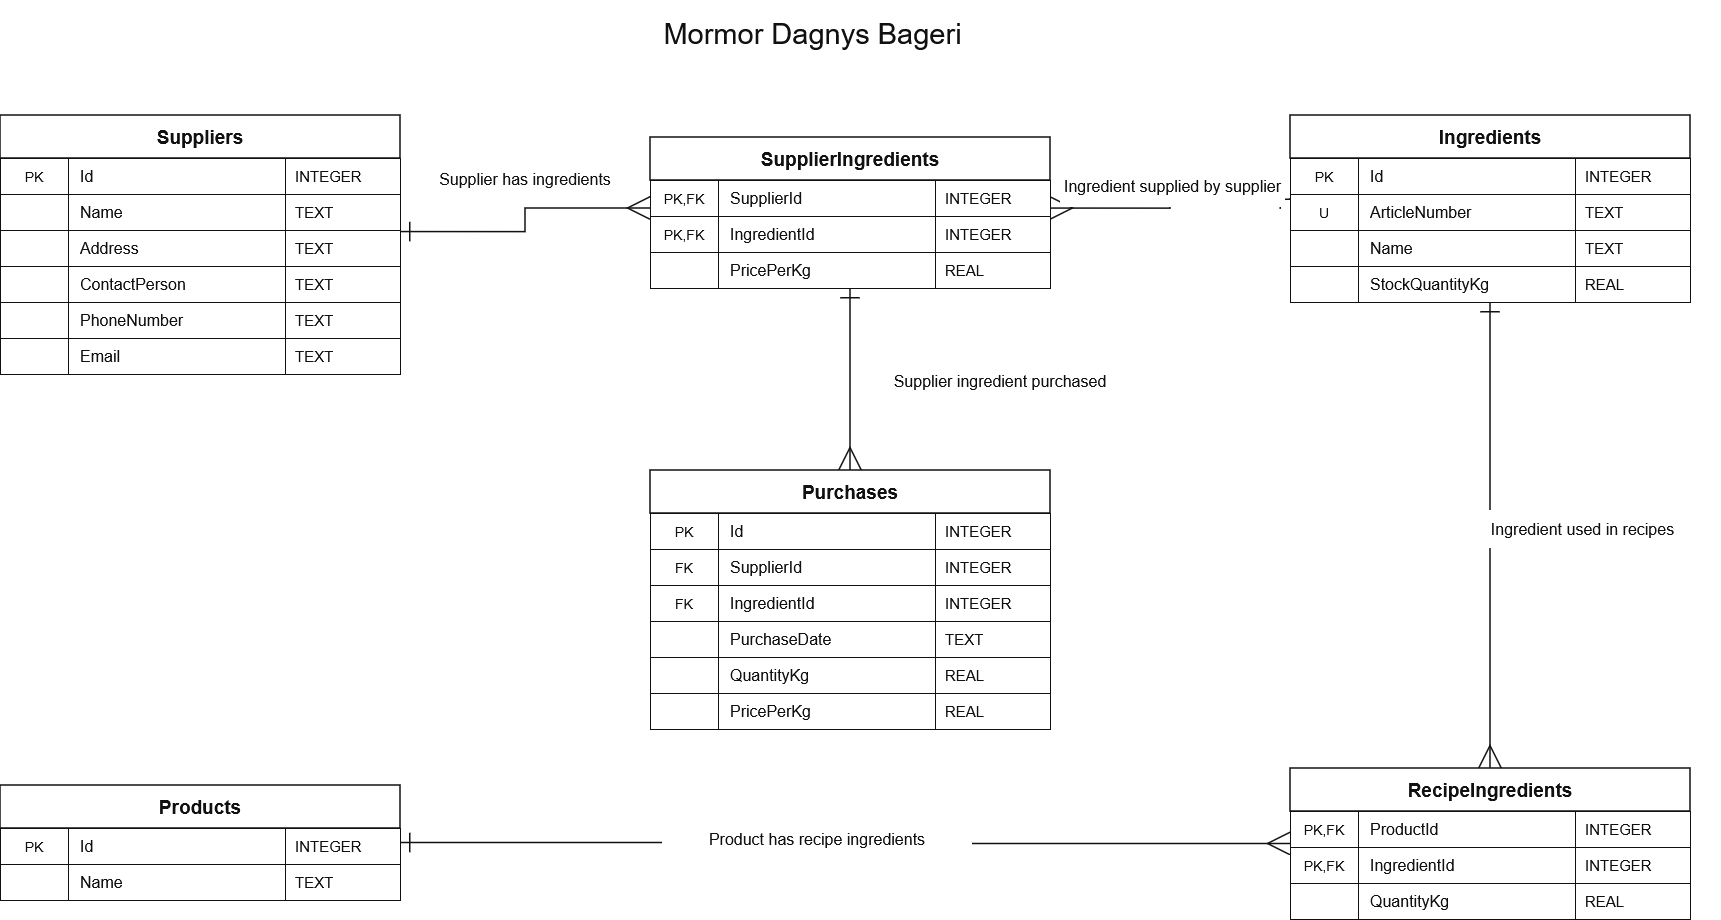 Mormor Dagnys Bageri
Suppliers
PK Id INTEGER
Name TEXT
Address TEXT
ContactPerson TEXT
PhoneNumber TEXT
Email TEXT
Supplier has ingredients
SupplierIngredients
PK,FK SupplierId INTEGER
PK,FK IngredientId INTEGER
PricePerKg REAL
Ingredient supplied by supplier
Ingredients
PK Id INTEGER
U ArticleNumber TEXT
Name TEXT
StockQuantityKg REAL
Supplier ingredient purchased
Purchases
PK Id INTEGER
FK SupplierId INTEGER
FK IngredientId INTEGER
PurchaseDate TEXT
QuantityKg REAL
PricePerKg REAL
Ingredient used in recipes
Products
PK Id INTEGER
Name TEXT
Product has recipe ingredients
RecipeIngredients
PK,FK ProductId INTEGER
PK,FK IngredientId INTEGER
QuantityKg REAL